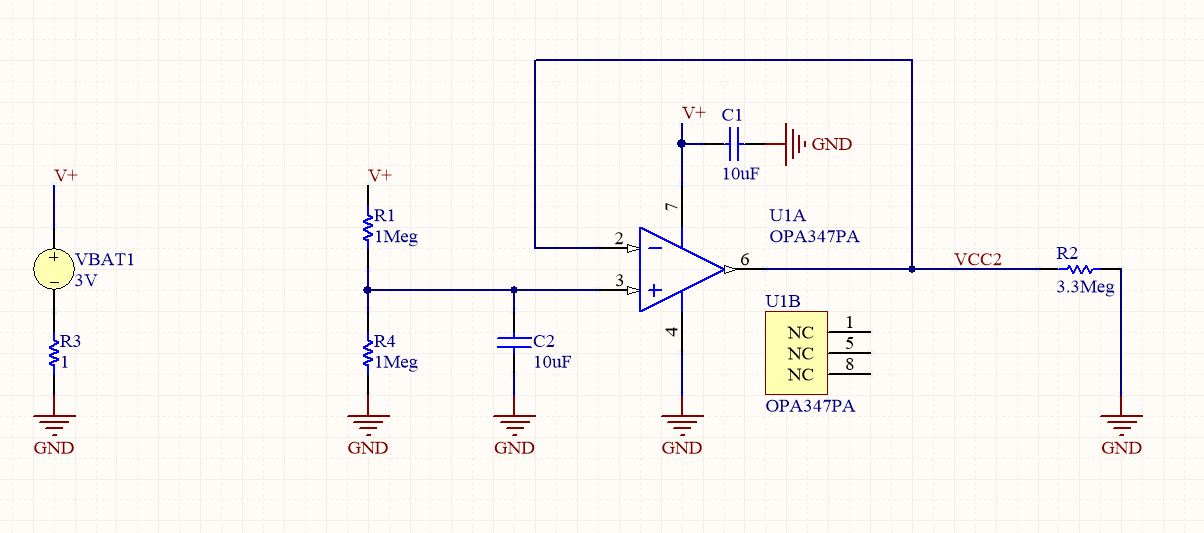 V+
VBAT1
3V
R3
1
GND
V+
R1
1Meg
R4
1Meg
GND
C2
10uF
GND
V+
C1
10uF
GND
7
2
3
6
4
U1A
OPA347PA
GND
U1B
NC 1
NC 5
NC 8
OPA347PA
VCC2
R2
3.3Meg
GND